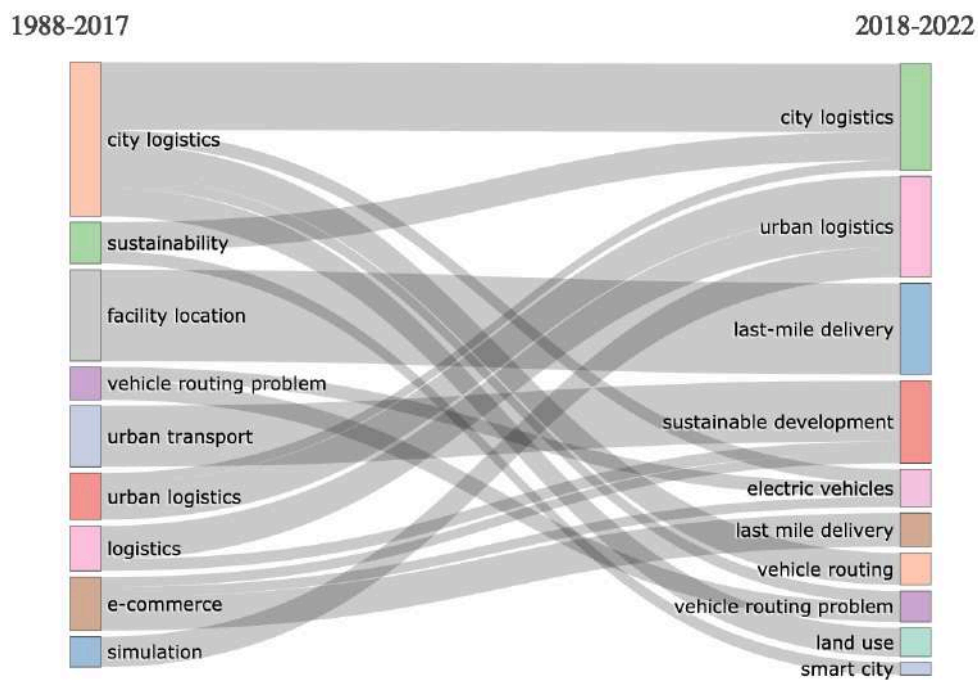 1988-2017
2018-2022
city logistics
sustainability
facility location
vehicle routing problem
urban transport
urban logistics
logistics
e-commerce
simulation
city logistics
urban logistics
last-mile delivery
sustainable development
electric vehicles
last mile delivery
vehicle routing
vehicle routing problem
land use
smart city